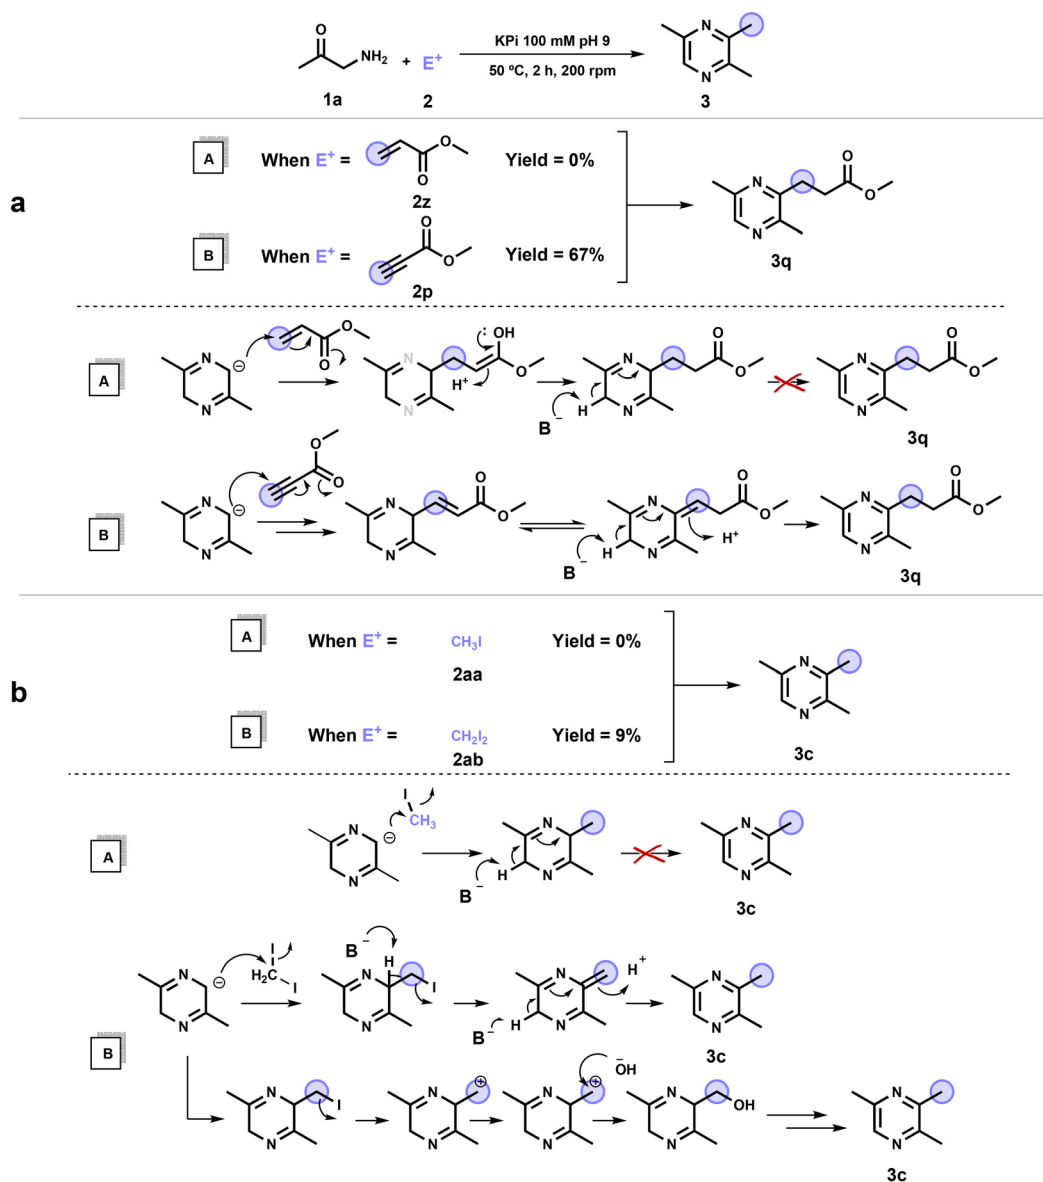 O
NH₂ + E⁺ KPi 100 mM pH 9 N
50 ºC, 2 h, 200 rpm N
1a 2 3
a
A When E⁺ = O O Yield = 0%
2z
B When E⁺ = O O Yield = 67%
2p
N N O O
3q
A N N ⊖ O O
N N H⁺ : OH O
B⁻ H N N O O
N N O O
3q
B N N ⊖ O O
N N O O
B⁻ H N N O O H⁺
N N O O
3q
b
A When E⁺ = CH₃I Yield = 0%
2aa
B When E⁺ = CH₂I₂ Yield = 9%
2ab
N N
3c
A N N ⊖ I CH₃
B⁻ H N N
N N
3c
B N N ⊖ H₂C I I
B⁻ H N N I
B⁻ H N N H⁺
N N
3c
N N I
N N ⊕
N N ⊕ ⁻OH
N N OH
N N
3c